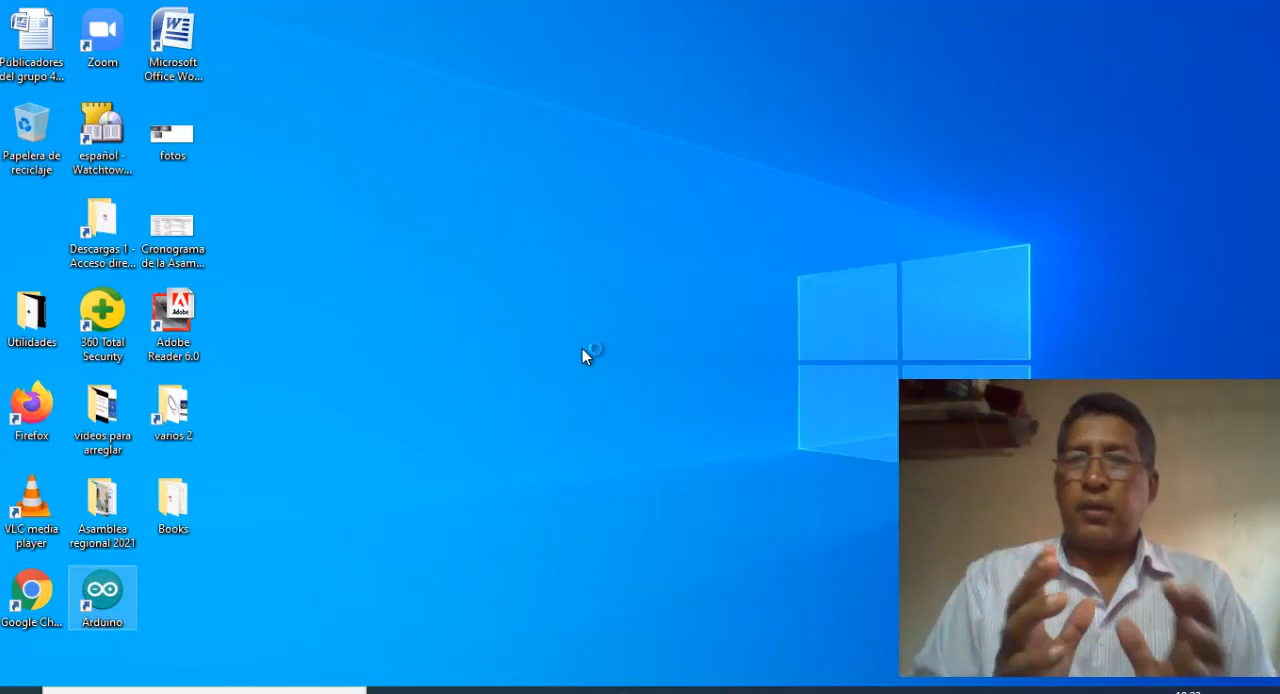 Publicadores
del grupo 4...
Zoom
Microsoft
Office Wo...
Papelera de
reciclaje
español -
Watchtow...
fotos
Descargas 1 -
Acceso dire...
Cronograma
de la Asam...
Utilidades
360 Total
Security
Adobe
Adobe
Reader 6.0
Firefox
videos para
arreglar
varios 2
VLC media
player
Asamblea
regional 2021
Books
Google Ch...
Arduino